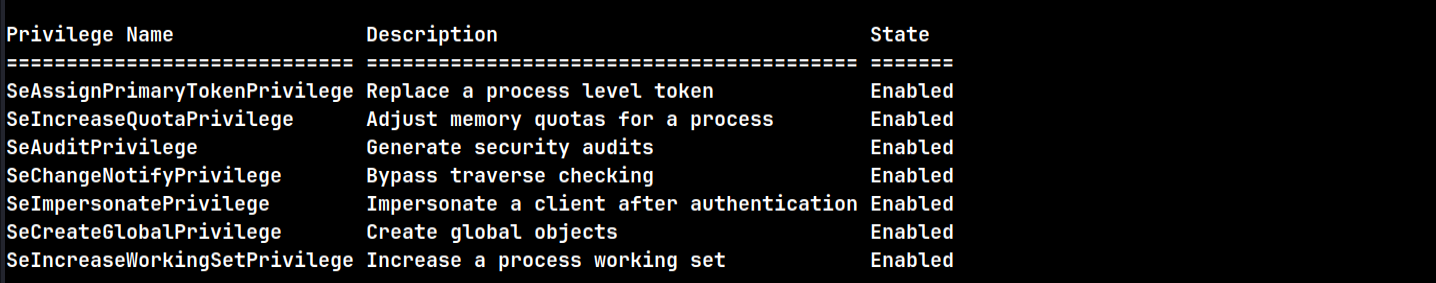 Privilege Name                Description                               State
============================= ========================================= =======
SeAssignPrimaryTokenPrivilege Replace a process level token             Enabled
SeIncreaseQuotaPrivilege      Adjust memory quotas for a process        Enabled
SeAuditPrivilege              Generate security audits                  Enabled
SeChangeNotifyPrivilege       Bypass traverse checking                  Enabled
SeImpersonatePrivilege        Impersonate a client after authentication Enabled
SeCreateGlobalPrivilege       Create global objects                     Enabled
SeIncreaseWorkingSetPrivilege Increase a process working set            Enabled